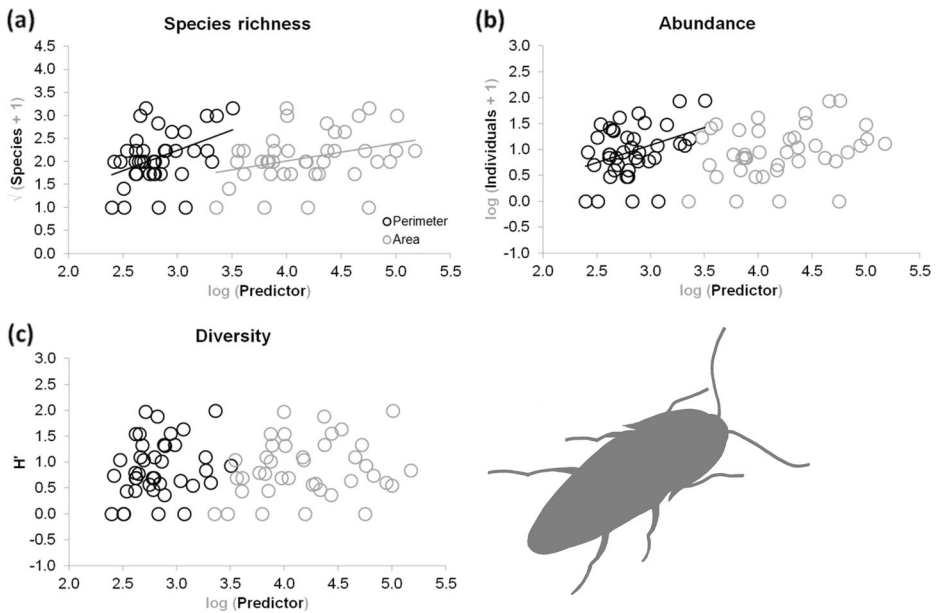 (a)
Species richness
√ (Species + 1)
4.5
4.0
3.5
3.0
2.5
2.0
1.5
1.0
0.5
0.0
2.0 2.5 3.0 3.5 4.0 4.5 5.0 5.5
log (Predictor)
Perimeter
Area
(b)
Abundance
log (Individuals + 1)
3.0
2.5
2.0
1.5
1.0
0.5
0.0
-0.5
-1.0
2.0 2.5 3.0 3.5 4.0 4.5 5.0 5.5
log (Predictor)
(c)
Diversity
H'
3.0
2.5
2.0
1.5
1.0
0.5
0.0
-0.5
-1.0
2.0 2.5 3.0 3.5 4.0 4.5 5.0 5.5
log (Predictor)